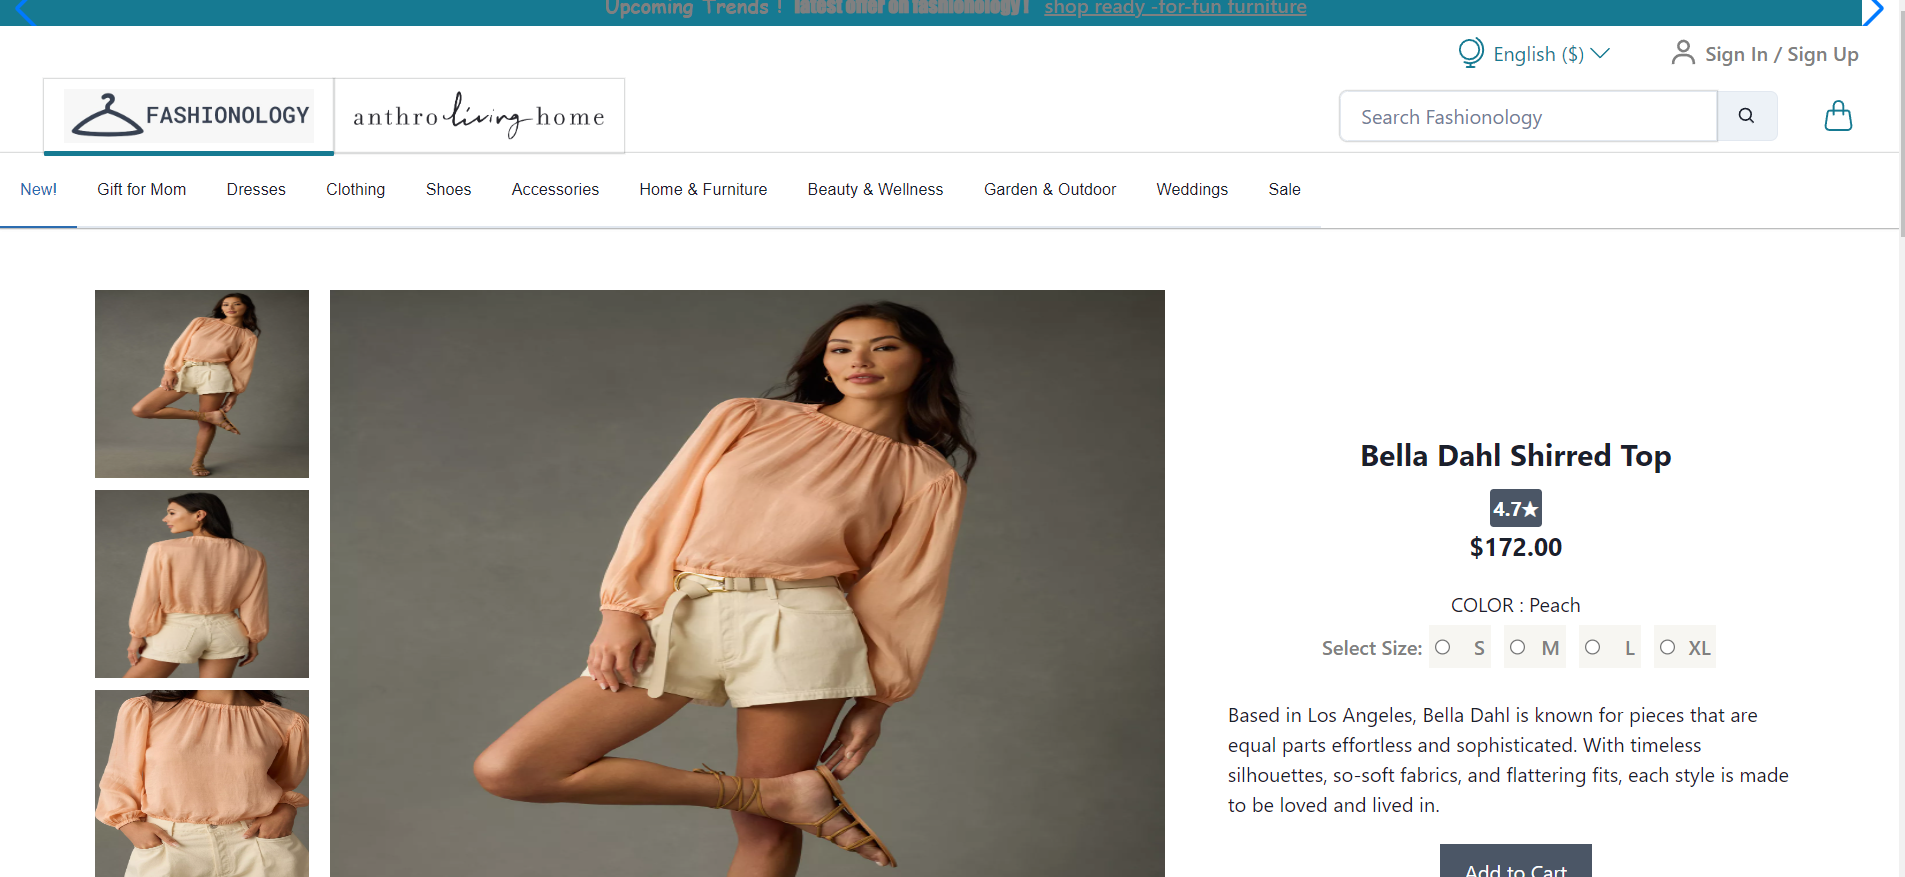 Upcoming Trends ! latest offer on fashionology ! shop ready -for-fun furniture
English ($)
Sign In / Sign Up
FASHIONOLOGY
anthro living home
Search Fashionology
New! Gift for Mom Dresses Clothing Shoes Accessories Home & Furniture Beauty & Wellness Garden & Outdoor Weddings Sale
Bella Dahl Shirred Top
4.7★
$172.00
COLOR : Peach
Select Size: S M L XL
Based in Los Angeles, Bella Dahl is known for pieces that are
equal parts effortless and sophisticated. With timeless
silhouettes, so-soft fabrics, and flattering fits, each style is made
to be loved and lived in.
Add to Cart